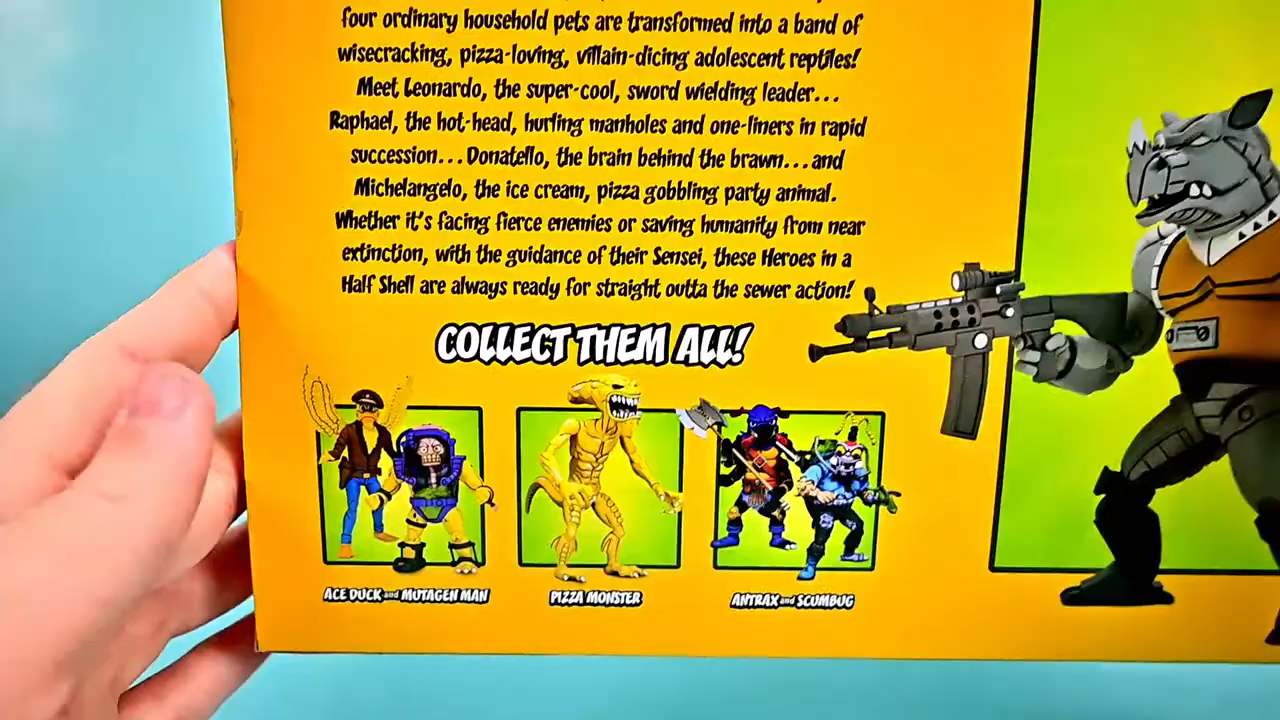 four ordinary household pets are transformed into a band of
wisecracking, pizza-loving, villain-dicing adolescent reptiles!
Meet Leonardo, the super-cool, sword wielding leader...
Raphael, the hot-head, hurling manholes and one-liners in rapid
succession...Donatello, the brain behind the brawn...and
Michelangelo, the ice cream, pizza gobbling party animal.
Whether it's facing fierce enemies or saving humanity from near
extinction, with the guidance of their Sensei, these Heroes in a
Half Shell are always ready for straight outta the sewer action!
COLLECT THEM ALL!
ACE DUCK and MUTAGEN MAN
PIZZA MONSTER
ANTRAX and SCUMBUG